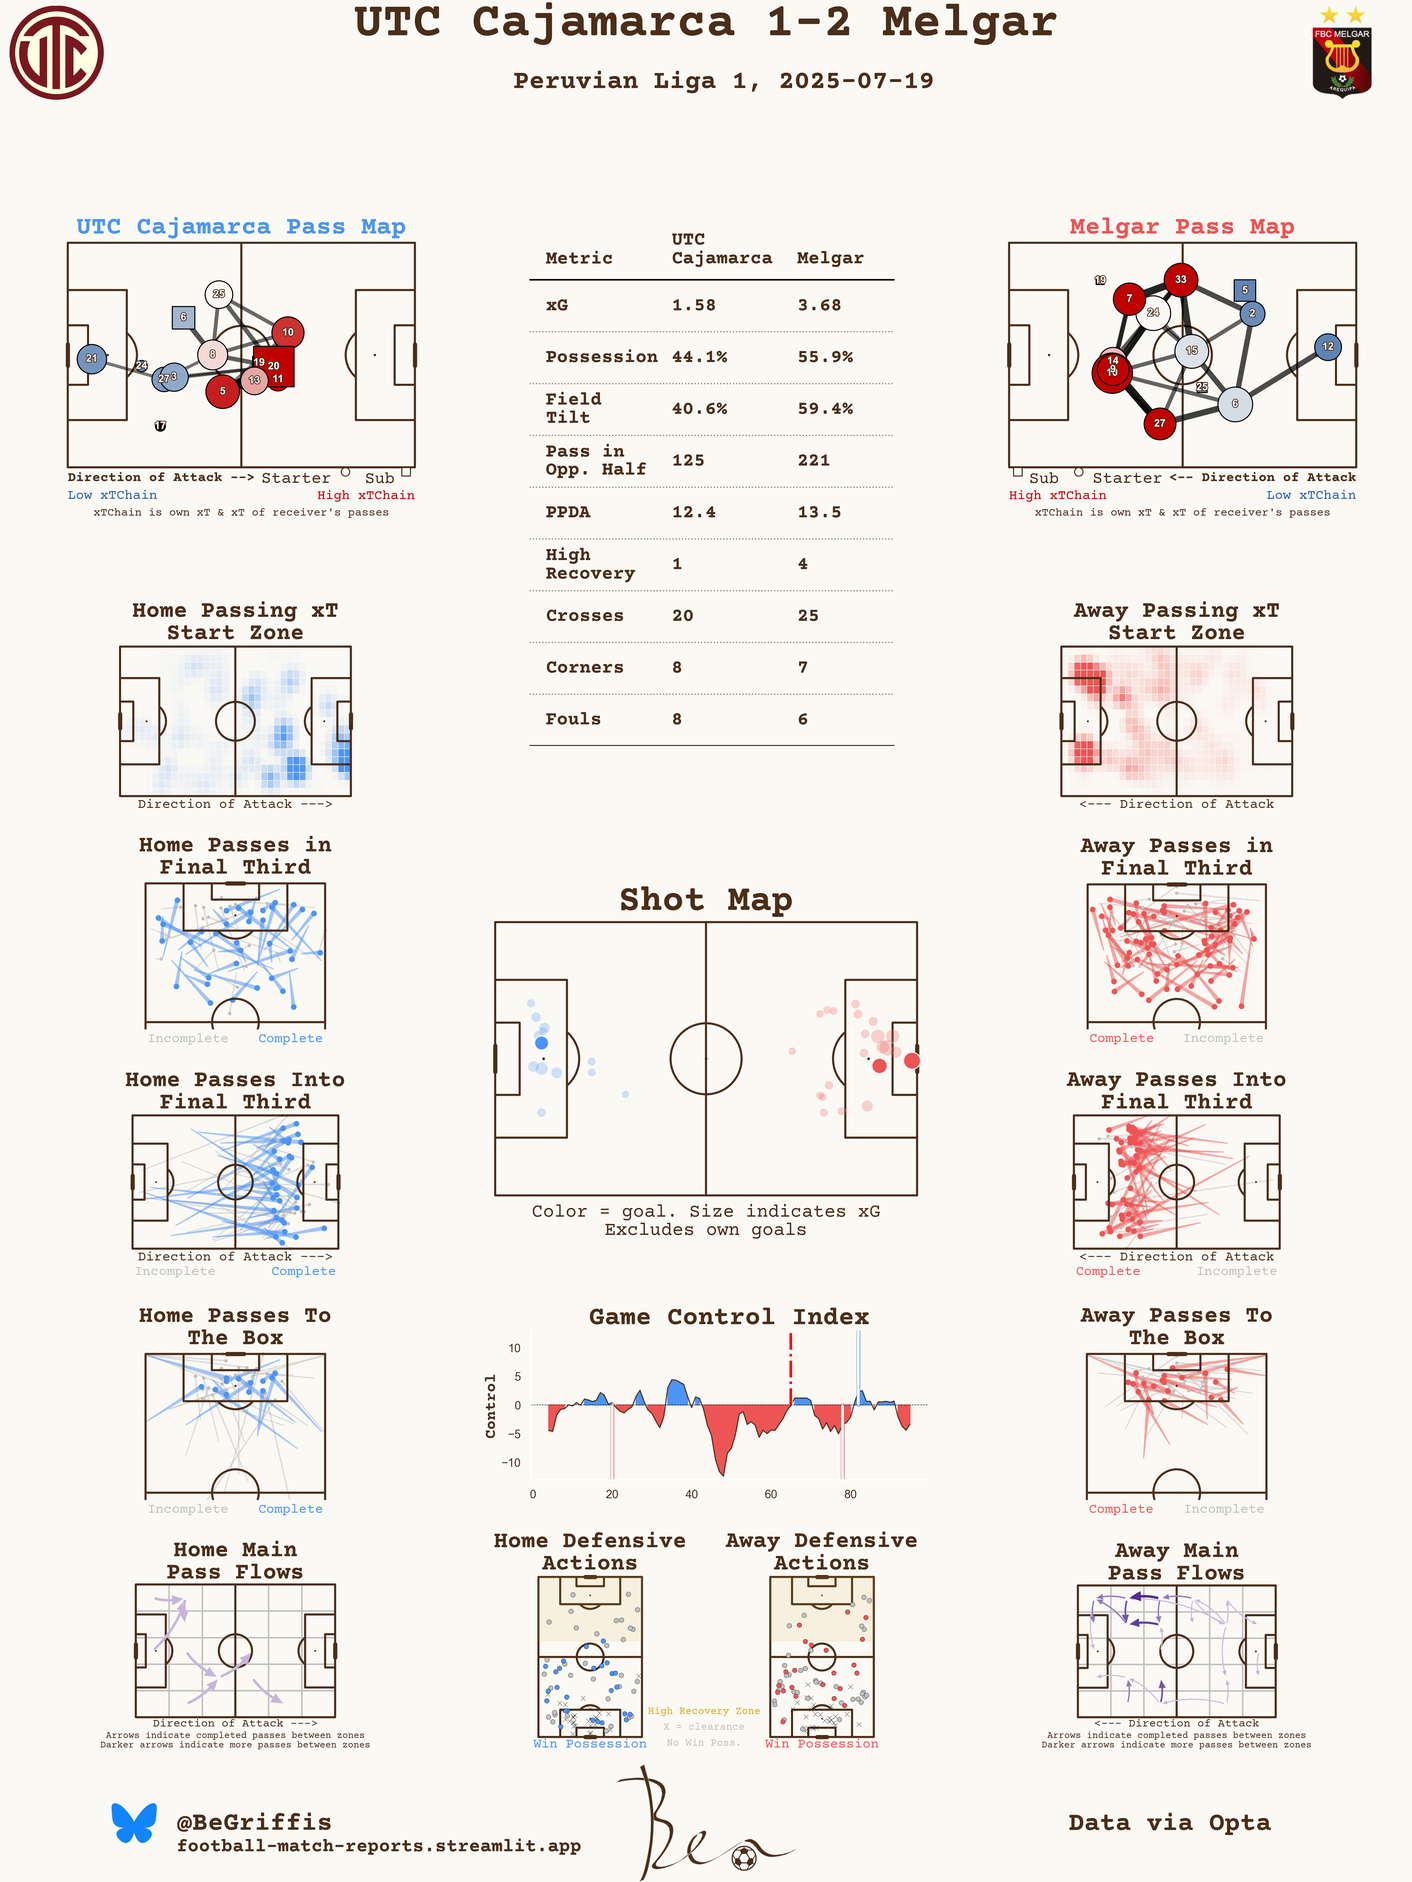 UTC Cajamarca 1-2 Melgar
Peruvian Liga 1, 2025-07-19
FBC MELGAR
AREQUIPA
UTC Cajamarca Pass Map
25
6
10
8
21
24
19
20
27
3
13
11
5
17
Direction of Attack --> Starter Sub
Low xTChain High xTChain
xTChain is own xT & xT of receiver's passes
Metric UTC Cajamarca Melgar
xG 1.58 3.68
Possession 44.1% 55.9%
Field Tilt 40.6% 59.4%
Pass in Opp. Half 125 221
PPDA 12.4 13.5
High Recovery 1 4
Crosses 20 25
Corners 8 7
Fouls 8 6
Melgar Pass Map
19
33
7
5
24
2
15
12
14
9
25
6
27
Sub Starter <-- Direction of Attack
High xTChain Low xTChain
xTChain is own xT & xT of receiver's passes
Home Passing xT
Start Zone
Direction of Attack --->
Away Passing xT
Start Zone
<--- Direction of Attack
Home Passes in
Final Third
Incomplete Complete
Away Passes in
Final Third
Complete Incomplete
Shot Map
Color = goal. Size indicates xG
Excludes own goals
Home Passes Into
Final Third
Direction of Attack --->
Incomplete Complete
Away Passes Into
Final Third
<--- Direction of Attack
Complete Incomplete
Home Passes To
The Box
Incomplete Complete
Game Control Index
Control
10
5
0
−5
−10
0 20 40 60 80
Away Passes To
The Box
Complete Incomplete
Home Main
Pass Flows
Direction of Attack --->
Arrows indicate completed passes between zones
Darker arrows indicate more passes between zones
Home Defensive
Actions
Win Possession
Away Defensive
Actions
Win Possession
High Recovery Zone
X = clearance
No Win Poss.
Away Main
Pass Flows
<--- Direction of Attack
Arrows indicate completed passes between zones
Darker arrows indicate more passes between zones
@BeGriffis
football-match-reports.streamlit.app
Ben
Data via Opta